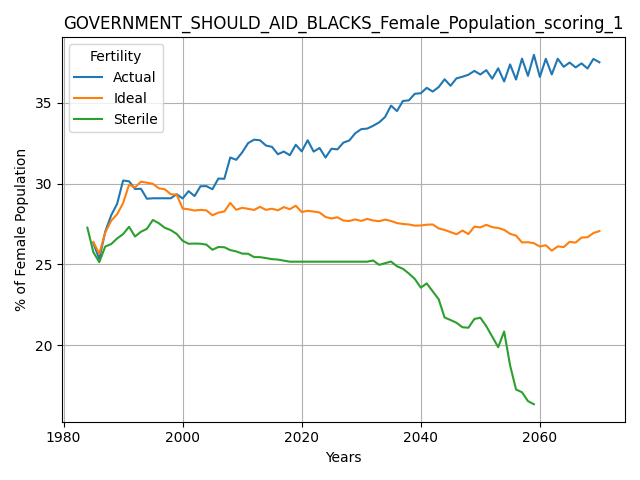 GOVERNMENT_SHOULD_AID_BLACKS_Female_Population_scoring_1
Fertility
Actual
Ideal
Sterile
% of Female Population
35
30
25
20
1980
2000
2020
2040
2060
Years